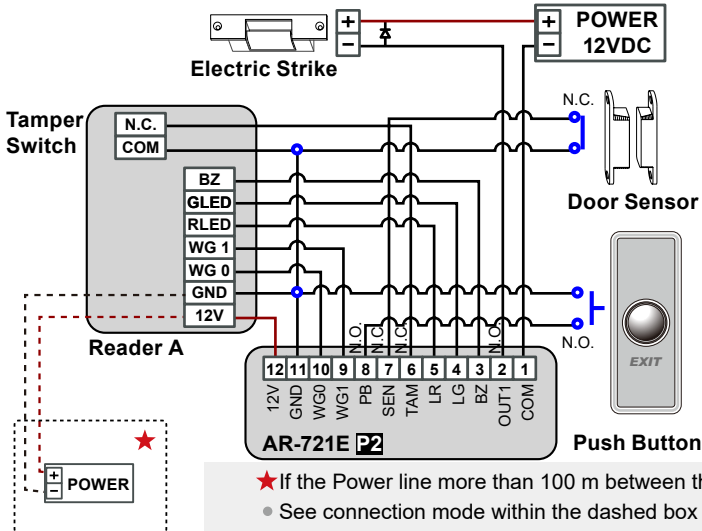 +
−
Electric Strike
+
−
POWER
12VDC
Tamper
Switch
N.C.
COM
N.C.
Door Sensor
BZ
GLED
RLED
WG 1
WG 0
GND
12V
Reader A
N.O.
N.C.
N.C.
N.O.
N.O.
EXIT
Push Button
12 11 10 9 8 7 6 5 4 3 2 1
12V GND WG0 WG1 PB SEN TAM LR LG BZ OUT1 COM
AR-721E P2
+
−
POWER
★If the Power line more than 100 m between th
● See connection mode within the dashed box